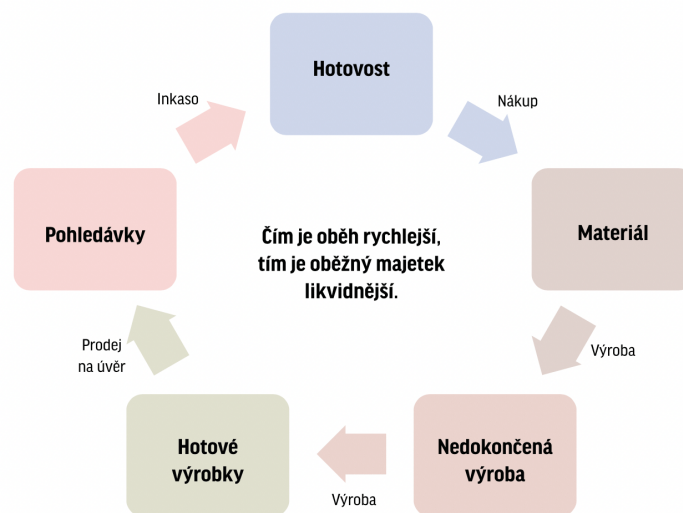 Hotovost
Inkaso
Nákup
Pohledávky
Materiál
Čím je oběh rychlejší,
tím je oběžný majetek
likvidnější.
Prodej
na úvěr
Výroba
Hotové
výrobky
Nedokončená
výroba
Výroba